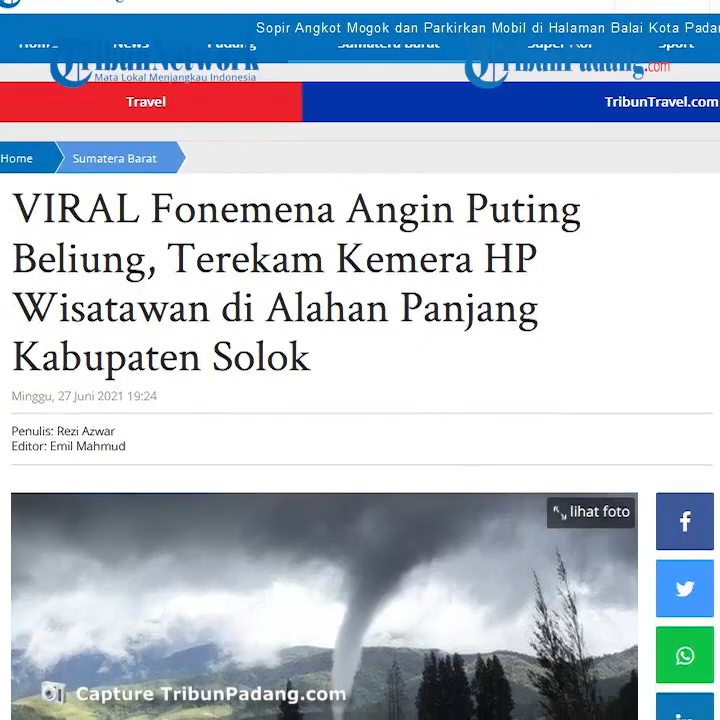 Sopir Angkot Mogok dan Parkirkan Mobil di Halaman Balai Kota Padan
Home News Padang Sumatera Barat Super Sport
TribunNetwork
Mata Lokal Menjangkau Indonesia
TribunPadang.com
Travel
TribunTravel.com
Home Sumatera Barat
VIRAL Fonemena Angin Puting
Beliung, Terekam Kemera HP
Wisatawan di Alahan Panjang
Kabupaten Solok
Minggu, 27 Juni 2021 19:24
Penulis: Rezi Azwar
Editor: Emil Mahmud
lihat foto
Capture TribunPadang.com